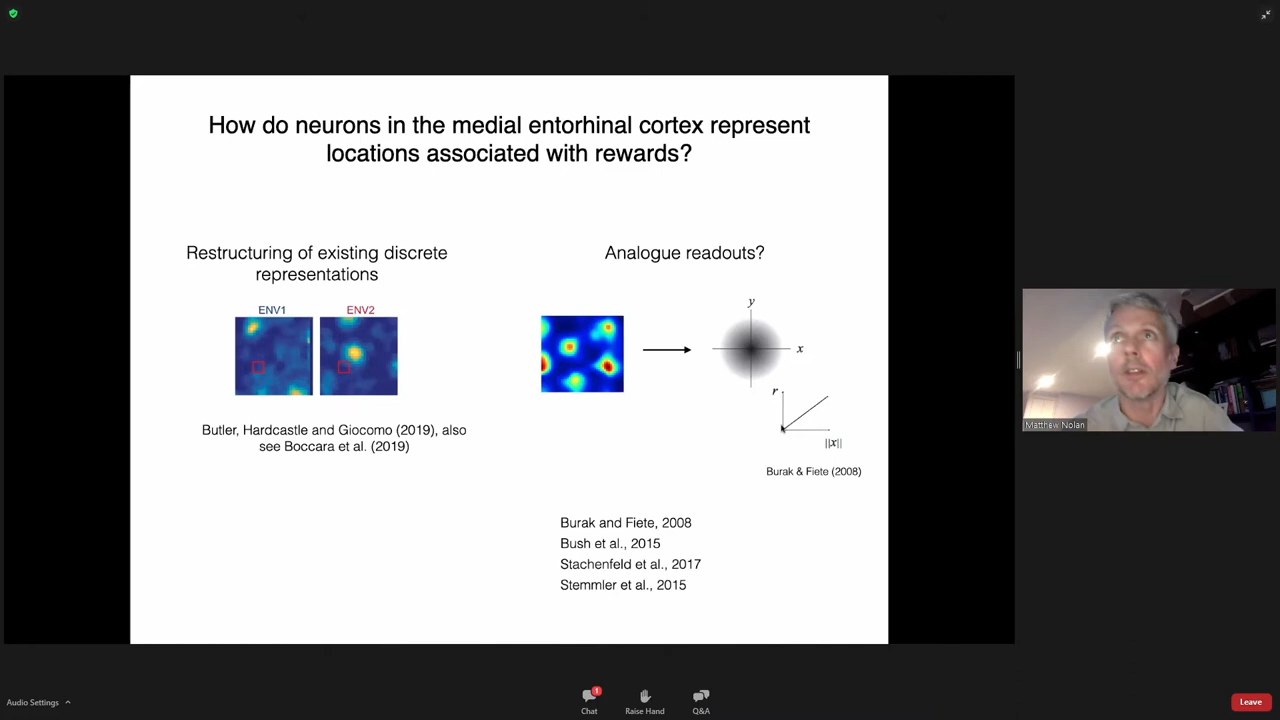 How do neurons in the medial entorhinal cortex represent
locations associated with rewards?
Restructuring of existing discrete
representations
ENV1
ENV2
Butler, Hardcastle and Giocomo (2019), also
see Boccara et al. (2019)
Analogue readouts?
y
x
r
||x||
Burak & Fiete (2008)
Burak and Fiete, 2008
Bush et al., 2015
Stachenfeld et al., 2017
Stemmler et al., 2015
Matthew Nolan
Audio Settings
1
Chat
Raise Hand
Q&A
Leave